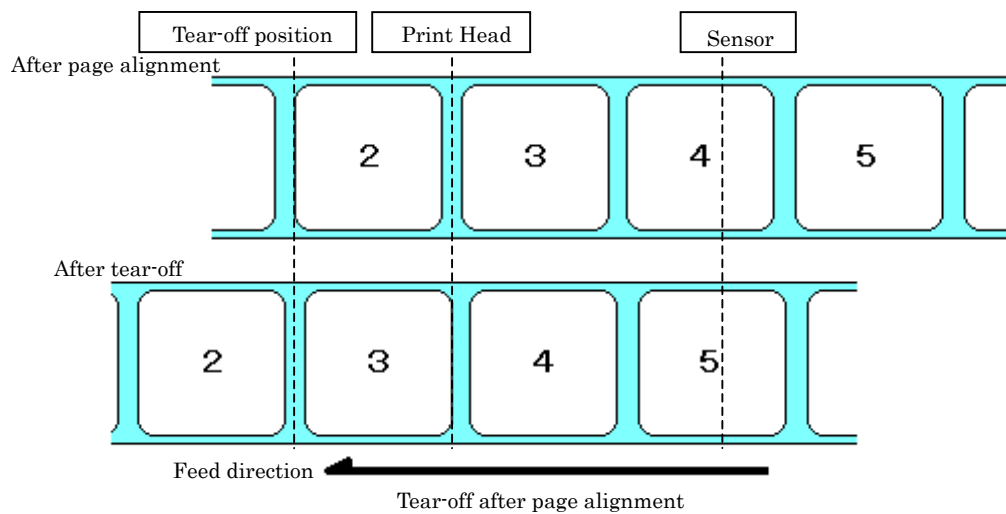 Tear-off position
Print Head
Sensor
After page alignment
2
3
4
5
After tear-off
2
3
4
5
Feed direction
Tear-off after page alignment